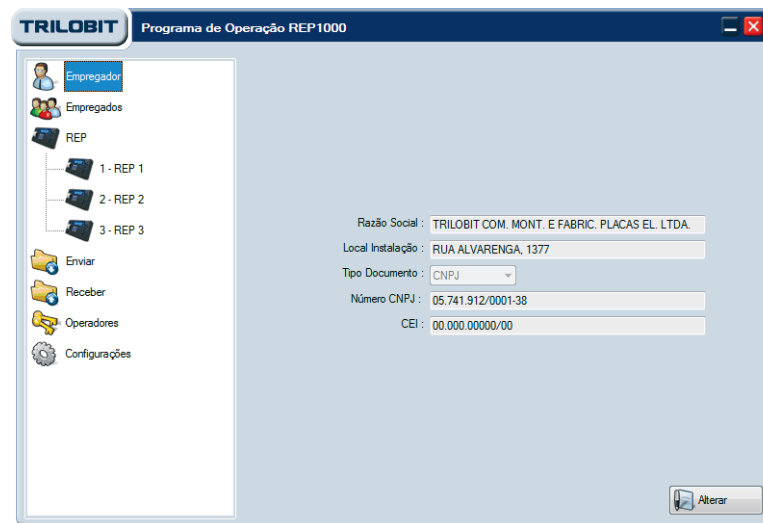 TRILOBIT
Programa de Operação REP1000
Empregador
Empregados
REP
1 - REP 1
2 - REP 2
3 - REP 3
Enviar
Receber
Operadores
Configurações
Razão Social : TRILOBIT COM. MONT. E FABRIC. PLACAS EL. LTDA.
Local Instalação : RUA ALVARENGA, 1377
Tipo Documento : CNPJ
Número CNPJ : 05.741.912/0001-38
CEI : 00.000.00000/00
Alterar